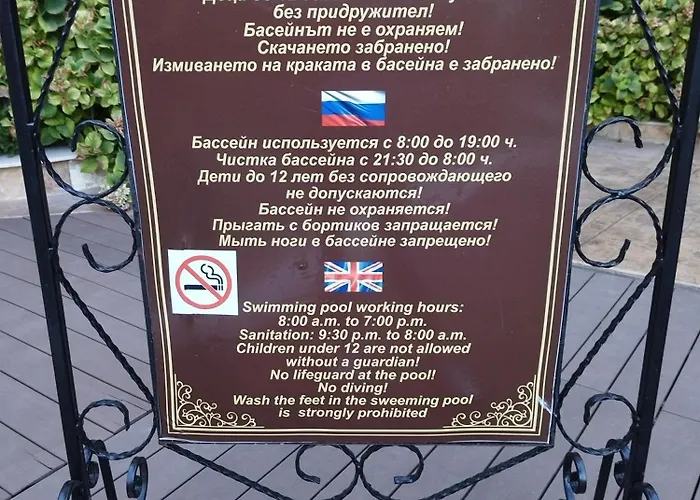 без придружител!
Басейнът не е охраняем!
Скачането забранено!
Измиването на краката в басейна е забранено!
Бассейн используется с 8:00 до 19:00 ч.
Чистка бассейна с 21:30 до 8:00 ч.
Дети до 12 лет без сопровождающего
не допускаются!
Бассейн не охраняется!
Прыгать с бортиков запращается!
Мыть ноги в бассейне запрещено!
Swimming pool working hours:
8:00 a.m. to 7:00 p.m.
Sanitation: 9:30 p.m. to 8:00 a.m.
Children under 12 are not allowed
without a guardian!
No lifeguard at the pool!
No diving!
Wash the feet in the sweeming pool
is strongly prohibited